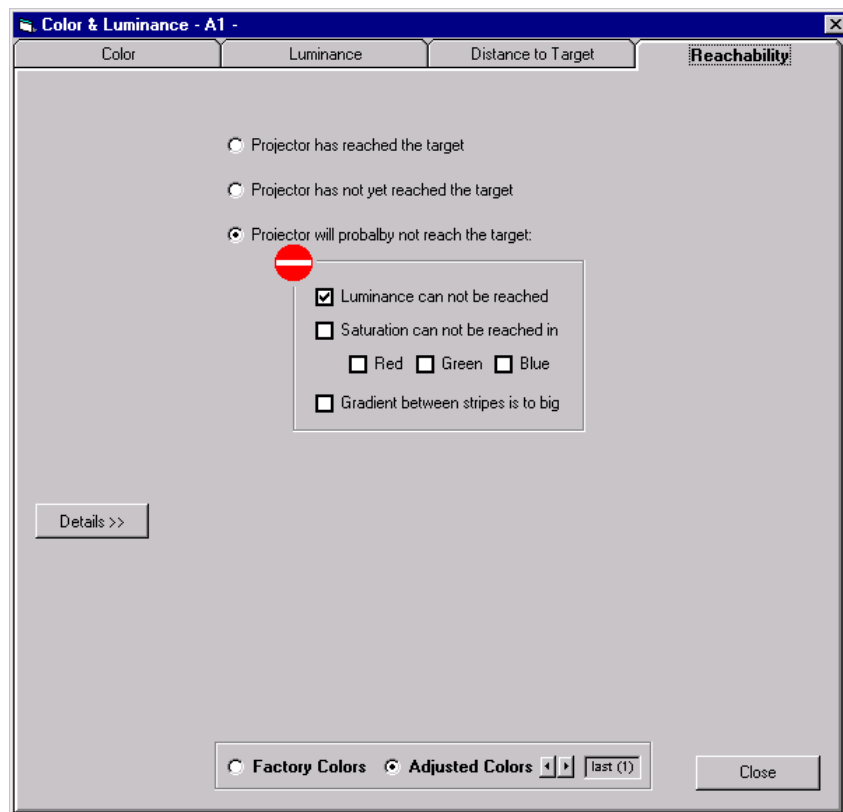 Color & Luminance - A1 -
Color Luminance Distance to Target Reachability
Projector has reached the target
Projector has not yet reached the target
Projector will probalby not reach the target:
Luminance can not be reached
Saturation can not be reached in
Red Green Blue
Gradient between stripes is to big
Details >>
Factory Colors Adjusted Colors last (1) Close